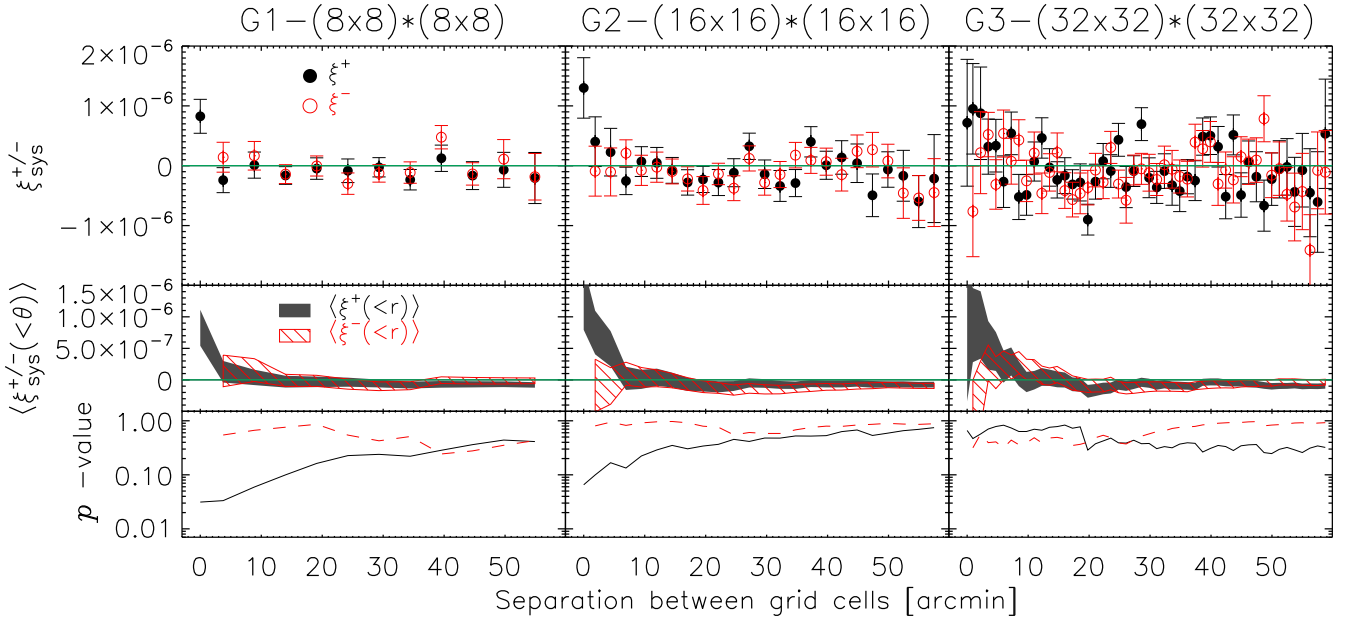 G1−(8x8)*(8x8) G2−(16x16)*(16x16) G3−(32x32)*(32x32)
2×10⁻⁶
1×10⁻⁶
0
−1×10⁻⁶
ξ⁺ᐟ⁻sys
ξ⁺
ξ⁻
1.5×10⁻⁶
1.0×10⁻⁶
5.0×10⁻⁷
0
⟨ξ⁺ᐟ⁻sys(<θ)⟩
⟨ξ⁺(<r)⟩
⟨ξ⁻(<r)⟩
1.00
0.10
0.01
p −value
0 10 20 30 40 50 0 10 20 30 40 50 0 10 20 30 40 50
Separation between grid cells [arcmin]